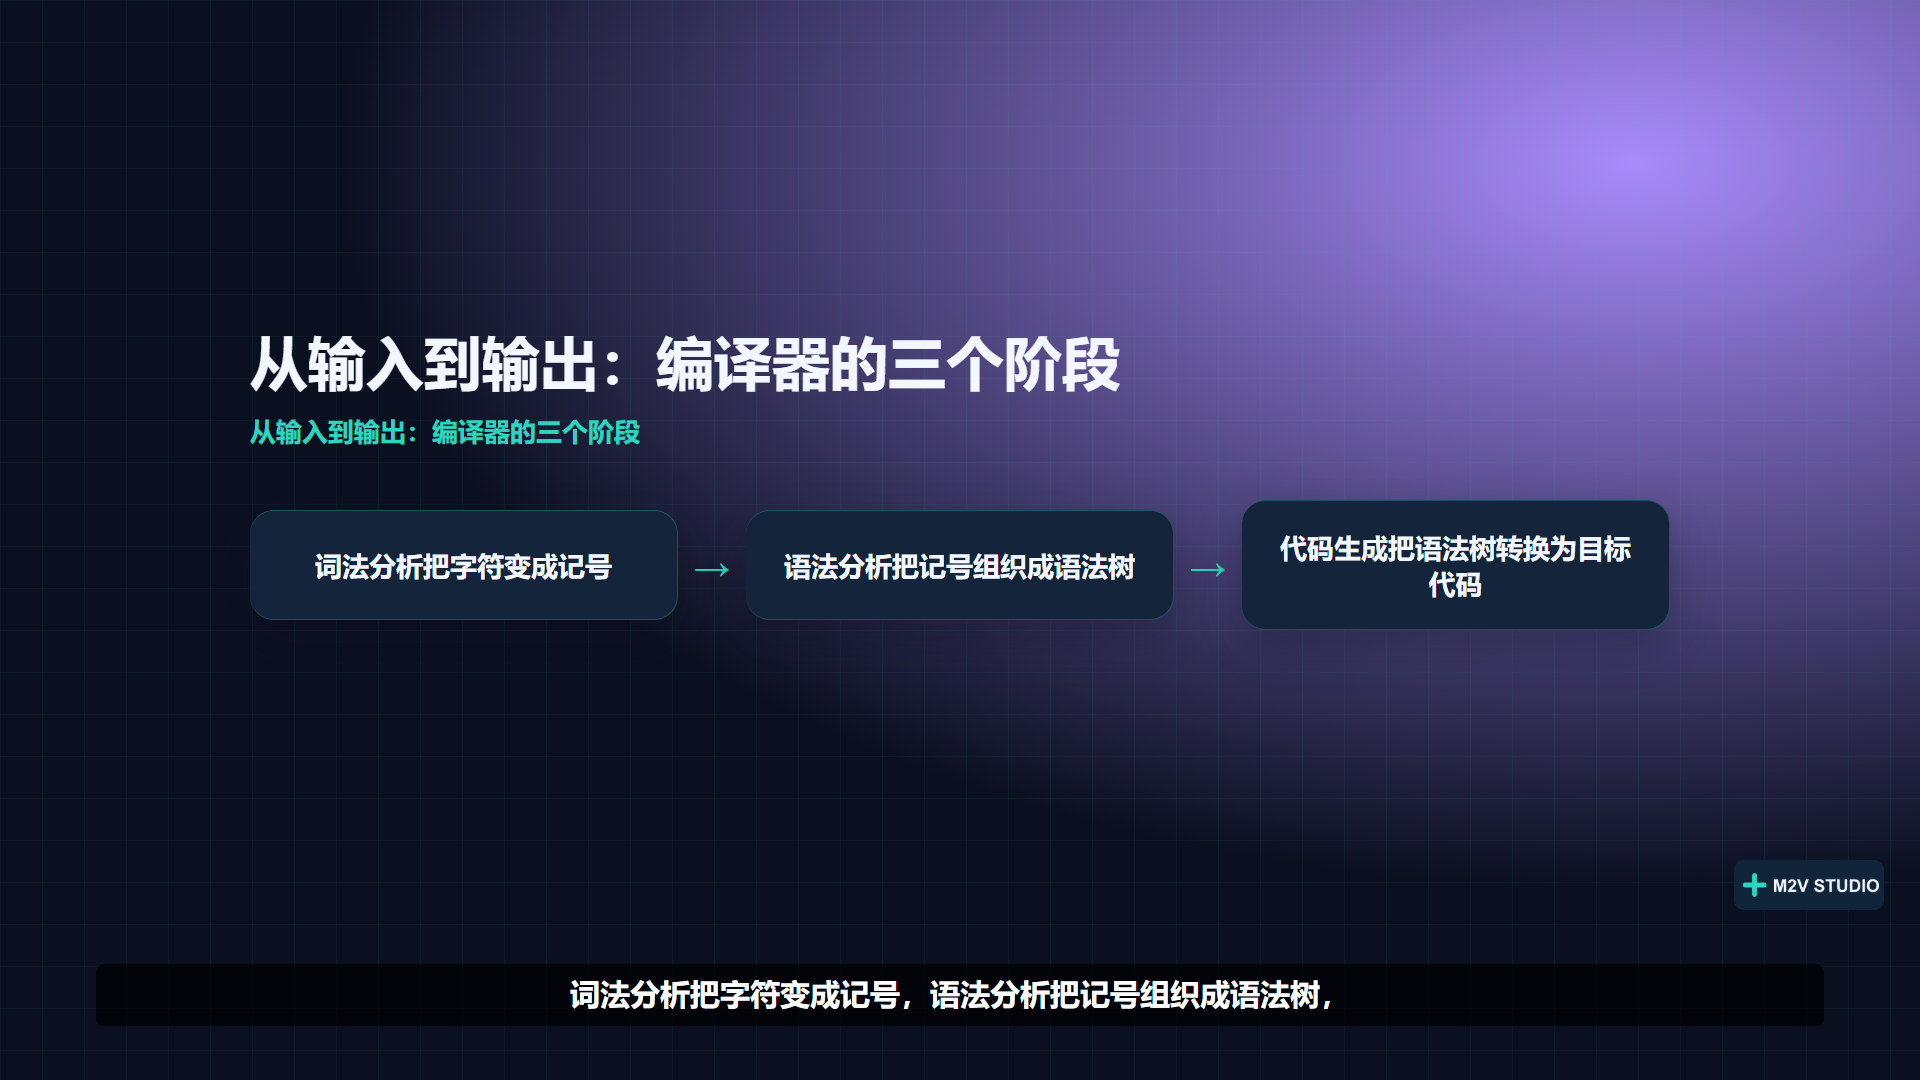 从输入到输出：编译器的三个阶段
从输入到输出：编译器的三个阶段
词法分析把字符变成记号
→
语法分析把记号组织成语法树
→
代码生成把语法树转换为目标
代码
M2V STUDIO
词法分析把字符变成记号，语法分析把记号组织成语法树，